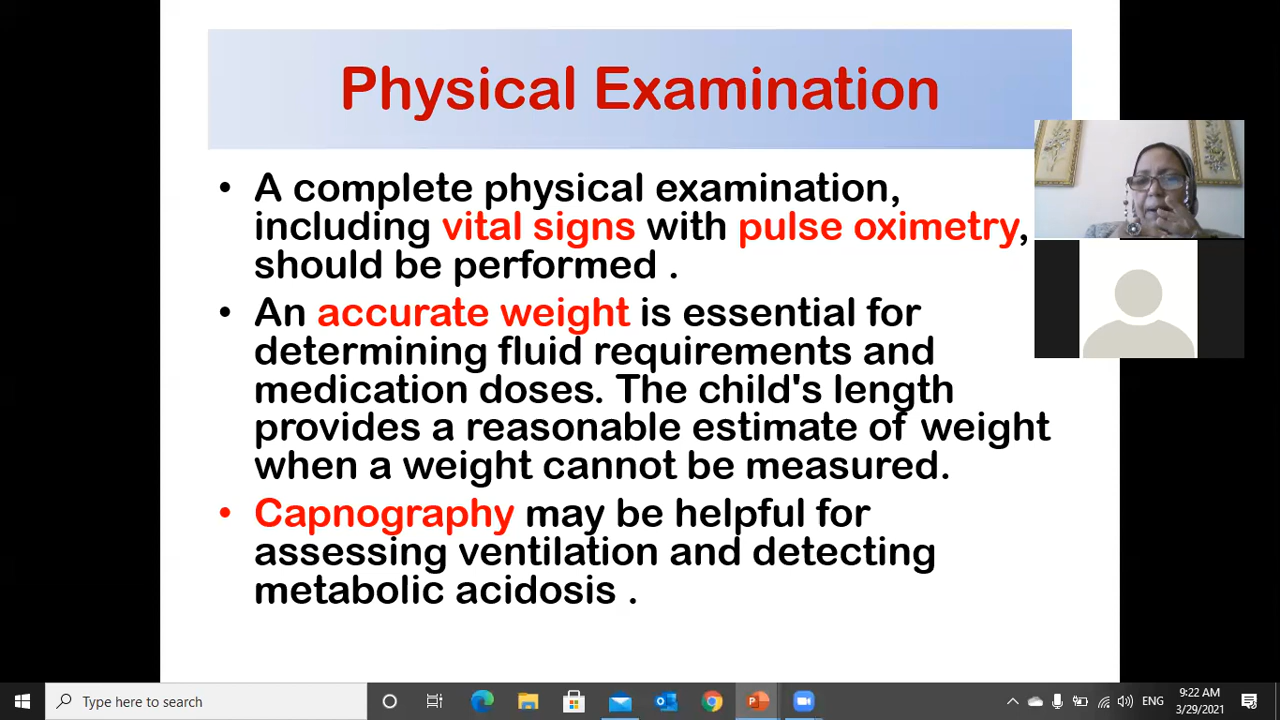 Physical Examination
• A complete physical examination,
including vital signs with pulse oximetry,
should be performed .
• An accurate weight is essential for
determining fluid requirements and
medication doses. The child's length
provides a reasonable estimate of weight
when a weight cannot be measured.
• Capnography may be helpful for
assessing ventilation and detecting
metabolic acidosis .
Type here to search
ENG
9:22 AM
3/29/2021